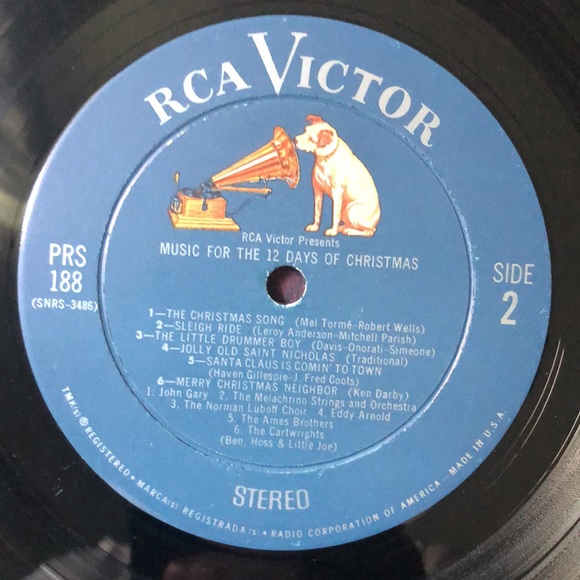 RCA VICTOR
RCA Victor Presents
MUSIC FOR THE 12 DAYS OF CHRISTMAS
PRS
188
(SNRS-3486)
SIDE
2
1—THE CHRISTMAS SONG (Mel Tormé-Robert Wells)
2—SLEIGH RIDE (Leroy Anderson-Mitchell Parish)
3—THE LITTLE DRUMMER BOY (Davis-Onorati-Simeone)
4—JOLLY OLD SAINT NICHOLAS (Traditional)
5—SANTA CLAUS IS COMIN' TO TOWN
(Haven Gillespie-J. Fred Coots)
6—MERRY CHRISTMAS NEIGHBOR (Ken Darby)
1. John Gary 2. The Melachrino Strings and Orchestra
3. The Norman Luboff Choir 4. Eddy Arnold
5. The Ames Brothers
6. The Cartwrights
(Ben, Hoss & Little Joe)
STEREO
TMK(s) ® REGISTERED • MARCA(s) REGISTRADA(s) • RADIO CORPORATION OF AMERICA - MADE IN U.S.A.